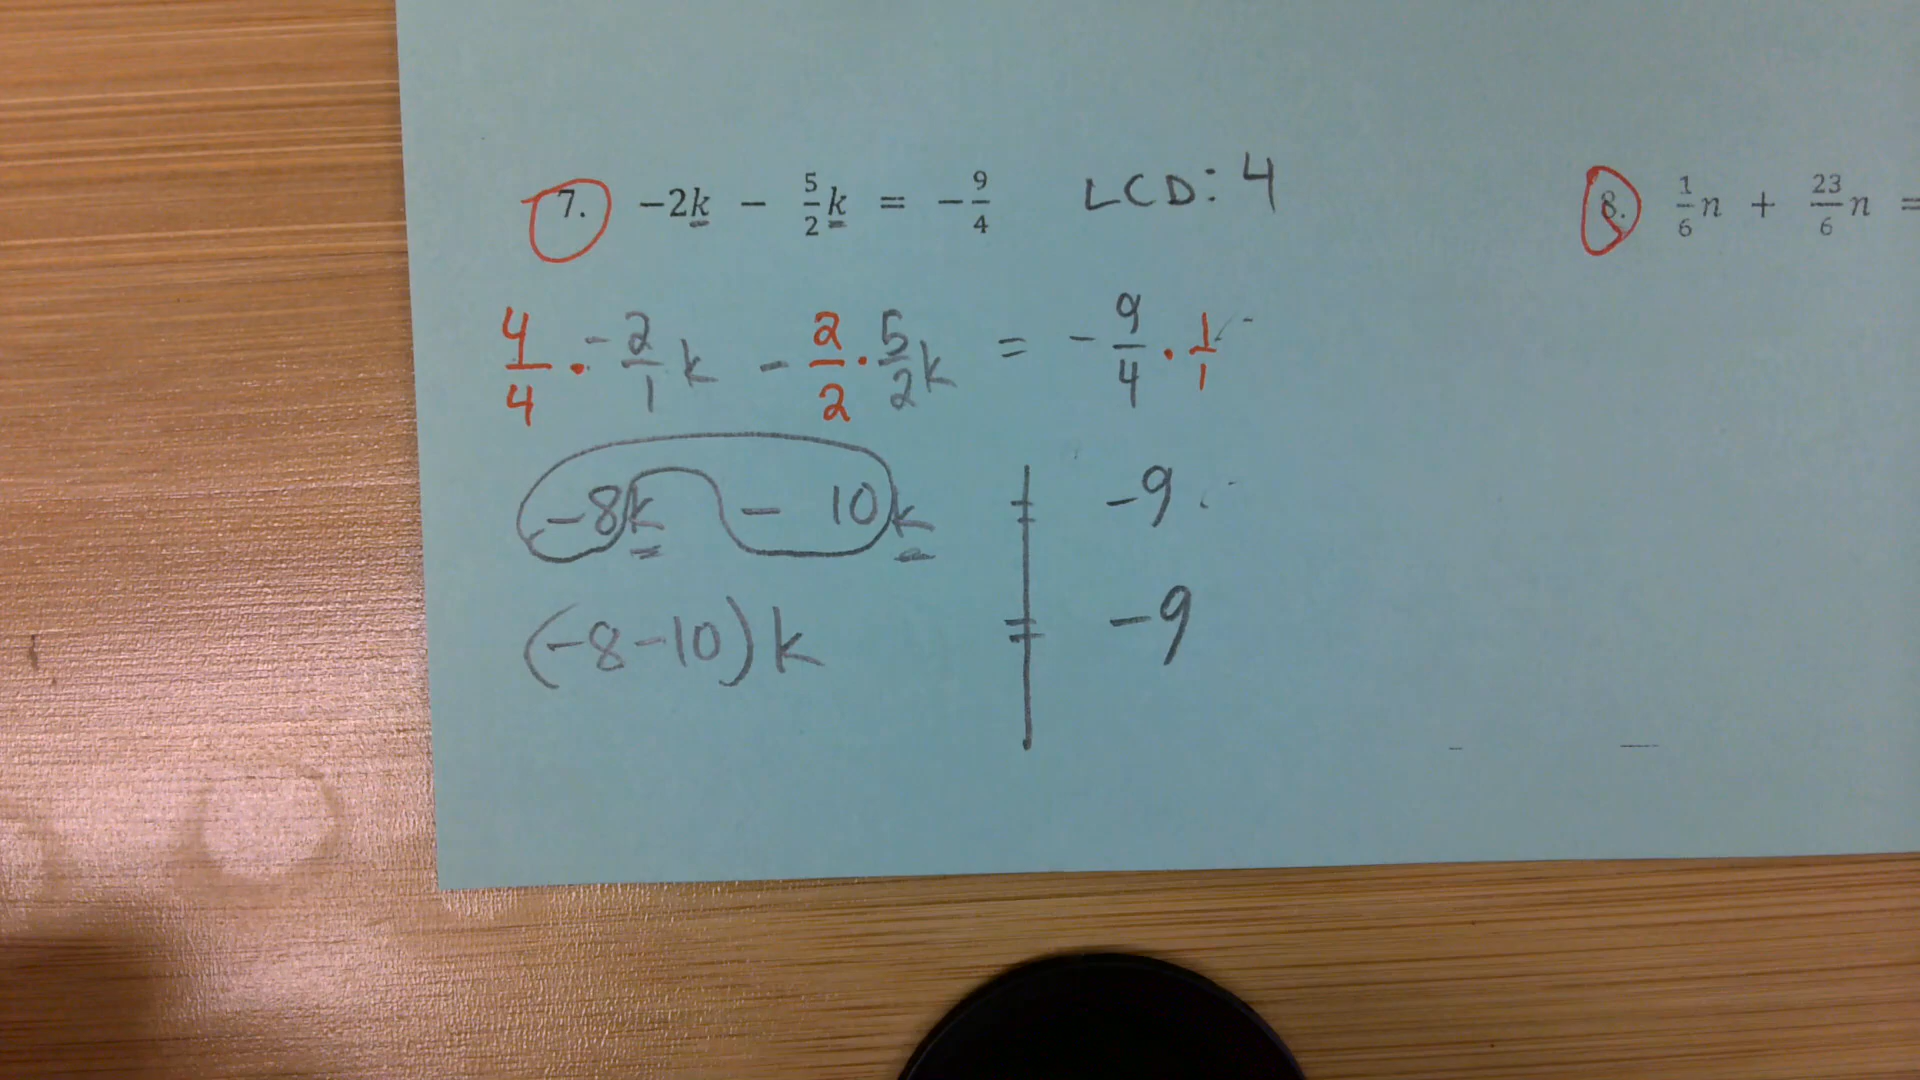 7. -2k - 5/2 k = - 9/4 LCD: 4
4/4 · - 2/1 k - 2/2 · 5/2 k = - 9/4 · 1/1
-8k - 10k = -9
(-8-10)k = -9
8. 1/6 n + 23/6 n =